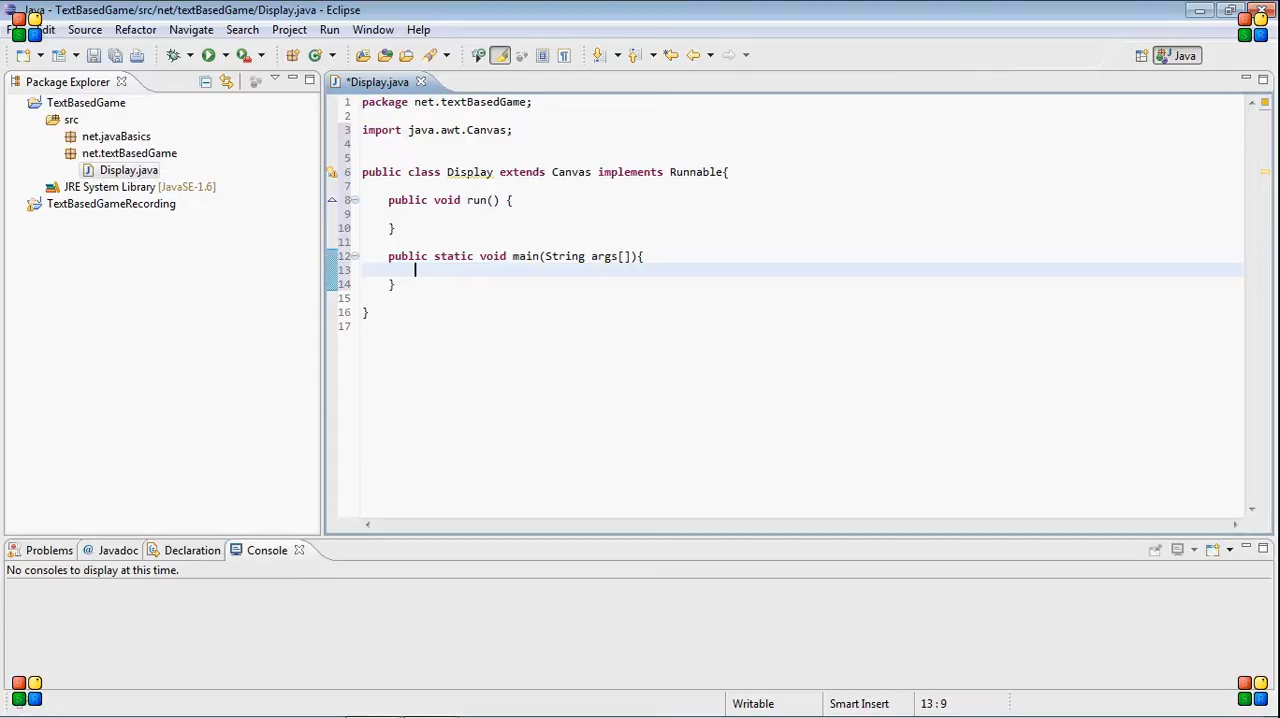 Java - TextBasedGame/src/net/textBasedGame/Display.java - Eclipse
Source Refactor Navigate Search Project Run Window Help
Java
Package Explorer
*Display.java
TextBasedGame
src
net.javaBasics
net.textBasedGame
Display.java
JRE System Library [JavaSE-1.6]
TextBasedGameRecording
1 package net.textBasedGame;
2
3 import java.awt.Canvas;
5
6 public class Display extends Canvas implements Runnable{
7
8 public void run() {
9
10 }
11
12 public static void main(String args[]){
13
14 }
15
16 }
17
Problems @ Javadoc Declaration Console
No consoles to display at this time.
Writable Smart Insert 13 : 9